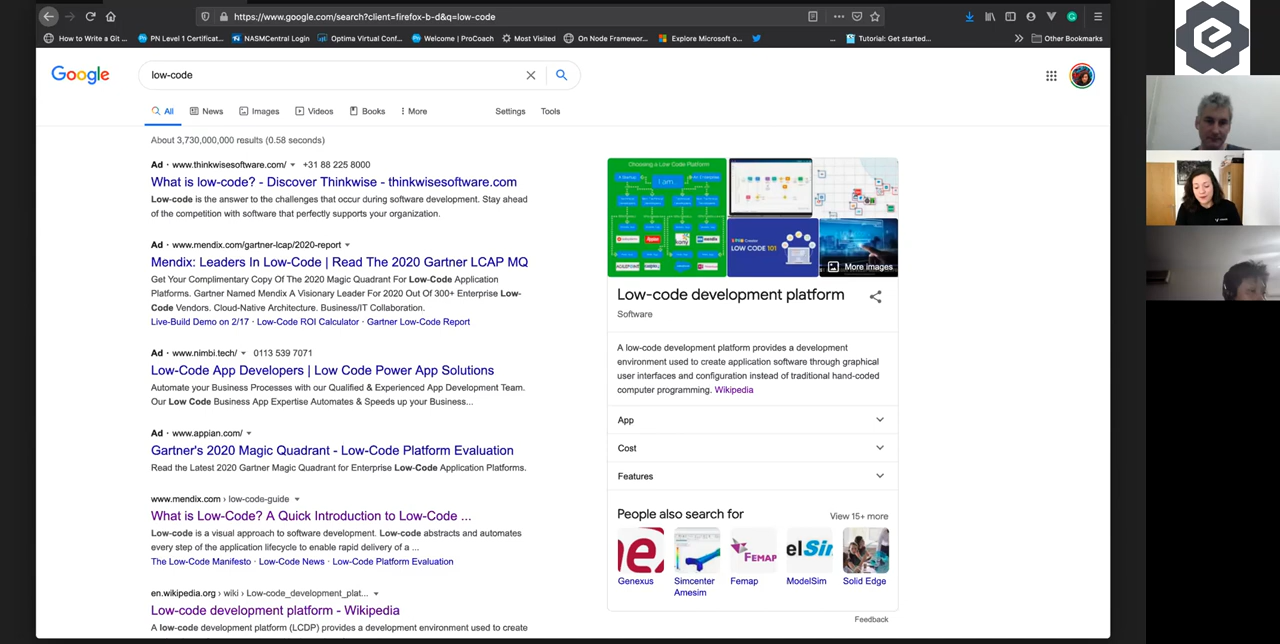 https://www.google.com/search?client=firefox-b-d&q=low-code
How to Write a Git ...
PN Level 1 Certificat...
NASMCentral Login
Optima Virtual Conf...
Welcome | ProCoach
Most Visited
On Node Framewor...
Explore Microsoft o...
Tutorial: Get started...
Other Bookmarks
Google
low-code
All
News
Images
Videos
Books
More
Settings
Tools
About 3,730,000,000 results (0.58 seconds)
Ad · www.thinkwisesoftware.com/ +31 88 225 8000
What is low-code? - Discover Thinkwise - thinkwisesoftware.com
Low-code is the answer to the challenges that occur during software development. Stay ahead
of the competition with software that perfectly supports your organization.
Ad · www.mendix.com/gartner-lcap/2020-report
Mendix: Leaders In Low-Code | Read The 2020 Gartner LCAP MQ
Get Your Complimentary Copy Of The 2020 Magic Quadrant For Low-Code Application
Platforms. Gartner Named Mendix A Visionary Leader For 2020 Out Of 300+ Enterprise Low-
Code Vendors. Cloud-Native Architecture. Business/IT Collaboration.
Live-Build Demo on 2/17 · Low-Code ROI Calculator · Gartner Low-Code Report
Ad · www.nimbi.tech/ 0113 539 7071
Low-Code App Developers | Low Code Power App Solutions
Automate your Business Processes with our Qualified & Experienced App Development Team.
Our Low Code Business App Expertise Automates & Speeds up your Business...
Ad · www.appian.com/
Gartner's 2020 Magic Quadrant - Low-Code Platform Evaluation
Read the Latest 2020 Gartner Magic Quadrant for Enterprise Low-Code Application Platforms.
www.mendix.com › low-code-guide
What is Low-Code? A Quick Introduction to Low-Code ...
Low-code is a visual approach to software development. Low-code abstracts and automates
every step of the application lifecycle to enable rapid delivery of a ...
The Low-Code Manifesto · Low-Code News · Low-Code Platform Evaluation
en.wikipedia.org › wiki › Low-code_development_plat...
Low-code development platform - Wikipedia
A low-code development platform (LCDP) provides a development environment used to create
Choosing a Low Code Platform
I am
LOW CODE 101
More images
Low-code development platform
Software
A low-code development platform provides a development
environment used to create application software through graphical
user interfaces and configuration instead of traditional hand-coded
computer programming. Wikipedia
App
Cost
Features
People also search for
View 15+ more
FEMAP
elSim
Genexus
Simcenter
Amesim
Femap
ModelSim
Solid Edge
Feedback